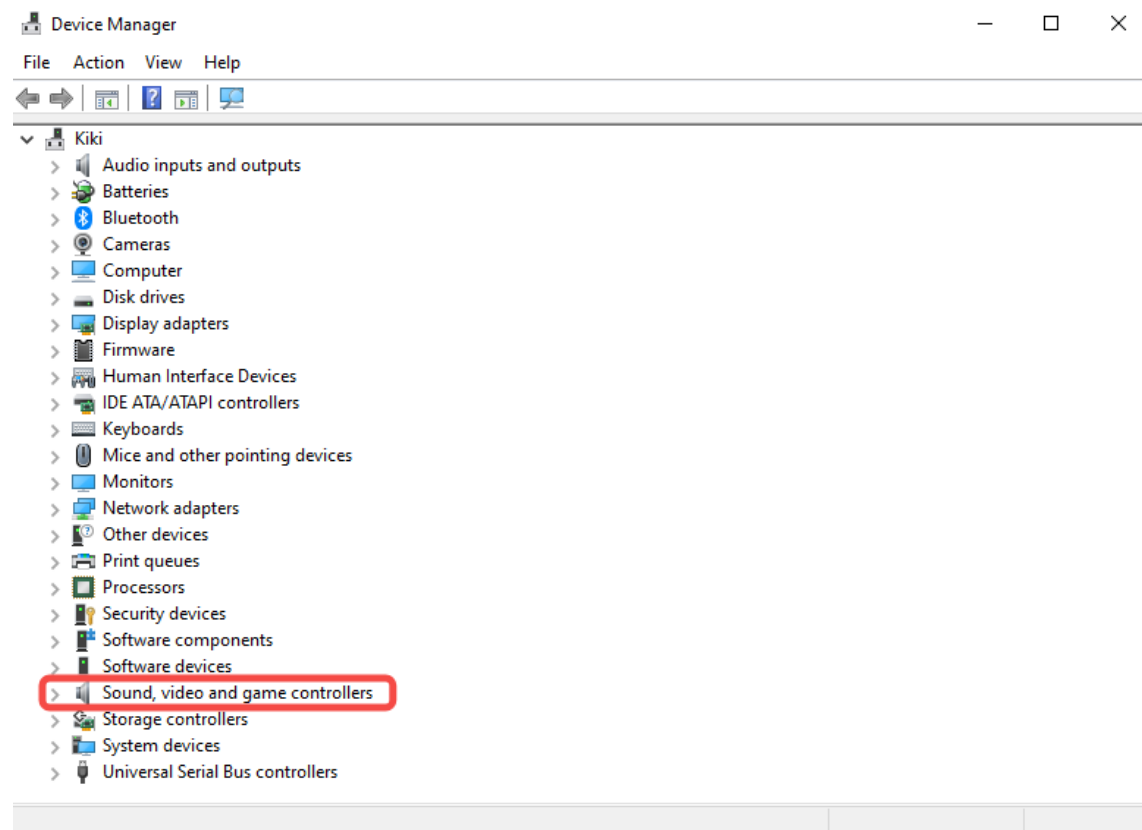 Device Manager
File Action View Help
Kiki
Audio inputs and outputs
Batteries
Bluetooth
Cameras
Computer
Disk drives
Display adapters
Firmware
Human Interface Devices
IDE ATA/ATAPI controllers
Keyboards
Mice and other pointing devices
Monitors
Network adapters
Other devices
Print queues
Processors
Security devices
Software components
Software devices
Sound, video and game controllers
Storage controllers
System devices
Universal Serial Bus controllers